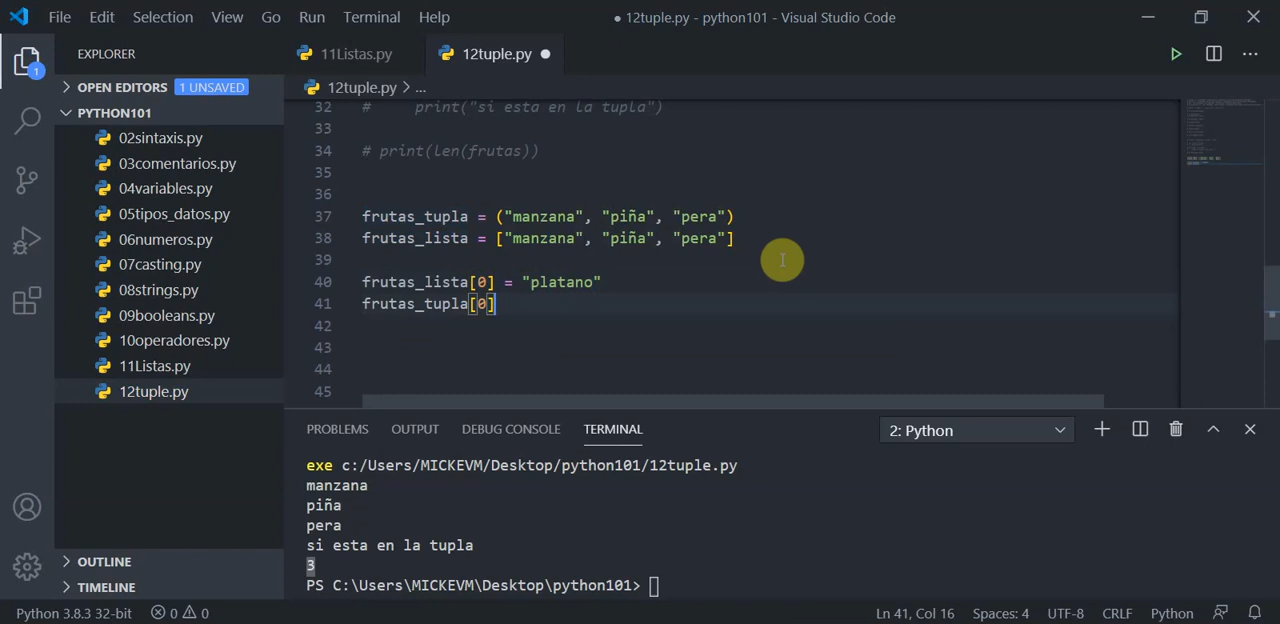 File Edit Selection View Go Run Terminal Help ● 12tuple.py - python101 - Visual Studio Code
EXPLORER
11Listas.py 12tuple.py
OPEN EDITORS 1 UNSAVED
12tuple.py > ...
PYTHON101
1
02sintaxis.py
03comentarios.py
04variables.py
05tipos_datos.py
06numeros.py
07casting.py
08strings.py
09booleans.py
10operadores.py
11Listas.py
12tuple.py
OUTLINE
TIMELINE
32 #     print("si esta en la tupla")
33
34 # print(len(frutas))
35
36
37 frutas_tupla = ("manzana", "piña", "pera")
38 frutas_lista = ["manzana", "piña", "pera"]
39
40 frutas_lista[0] = "platano"
41 frutas_tupla[0]
42
43
44
45
PROBLEMS OUTPUT DEBUG CONSOLE TERMINAL 2: Python
exe c:/Users/MICKEVM/Desktop/python101/12tuple.py
manzana
piña
pera
si esta en la tupla
3
PS C:\Users\MICKEVM\Desktop\python101>
Python 3.8.3 32-bit 0 0 Ln 41, Col 16 Spaces: 4 UTF-8 CRLF Python